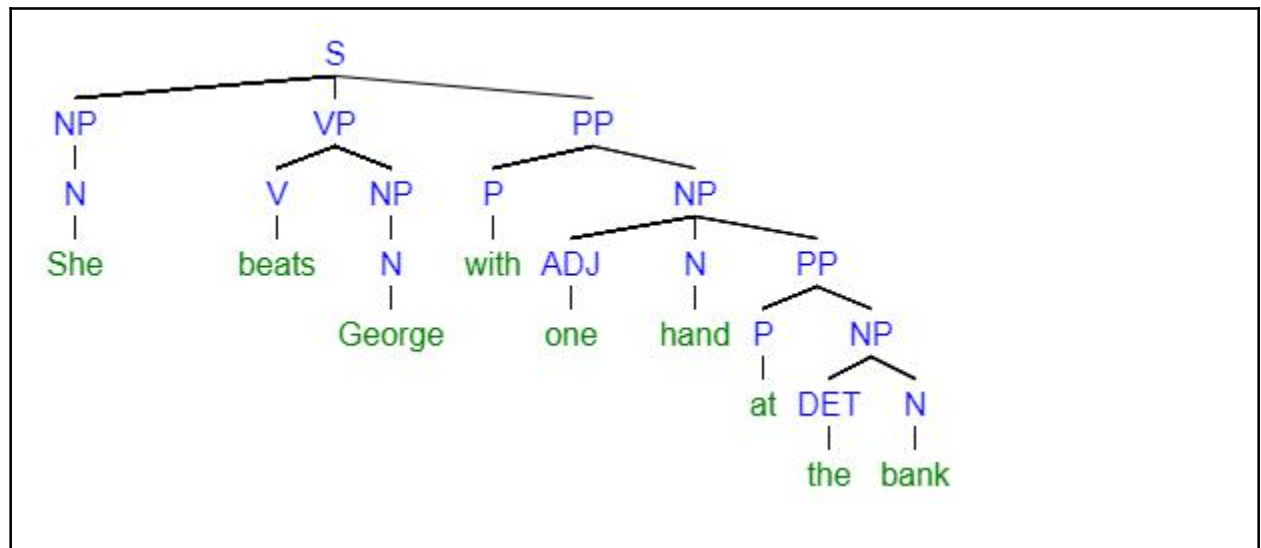 S
NP VP PP
N V NP P NP
She beats N with ADJ N PP
George one hand P NP
at DET N
the bank